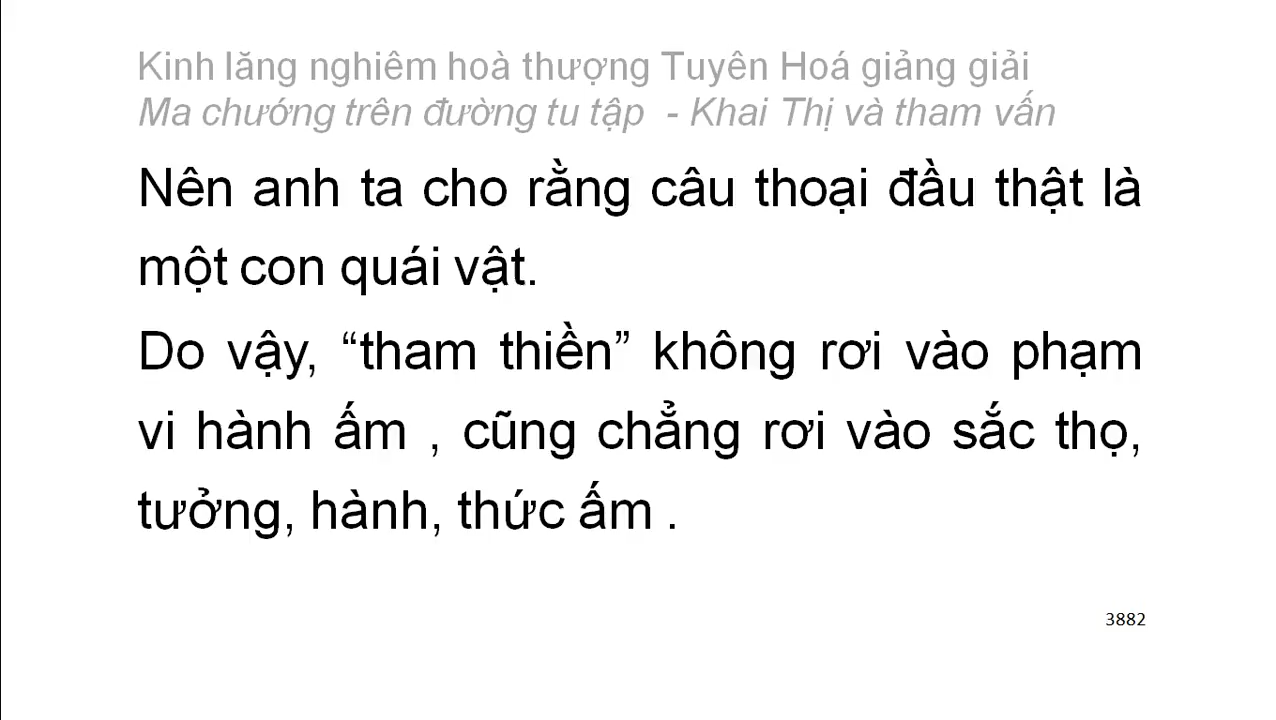 Kinh lăng nghiêm hoà thượng Tuyên Hoá giảng giải
Ma chướng trên đường tu tập - Khai Thị và tham vấn
Nên anh ta cho rằng câu thoại đầu thật là
một con quái vật.
Do vậy, “tham thiền” không rơi vào phạm
vi hành ấm , cũng chẳng rơi vào sắc thọ,
tưởng, hành, thức ấm .
3882